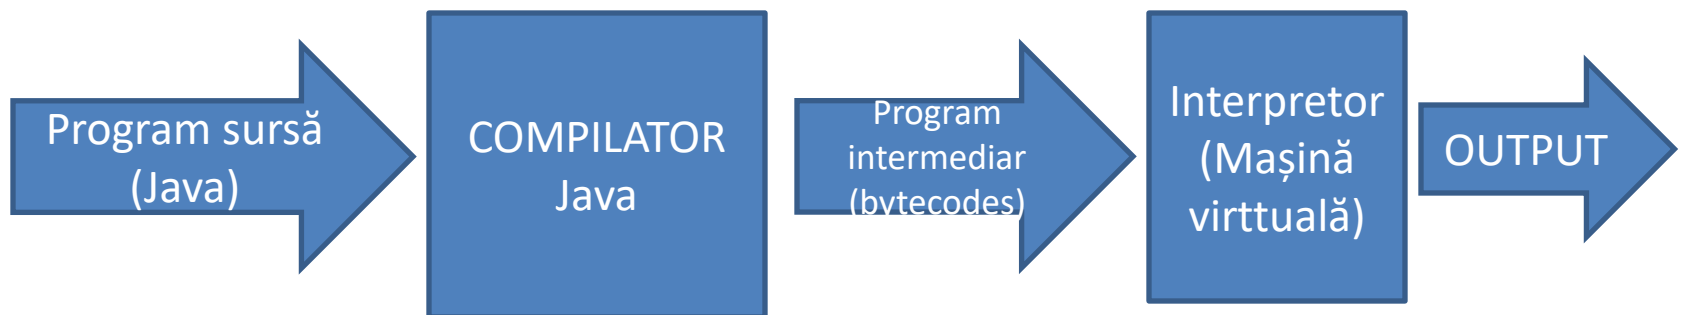 Program sursă
(Java)
COMPILATOR
Java
Program
intermediar
(bytecodes)
Interpretor
(Mașină
virttuală)
OUTPUT